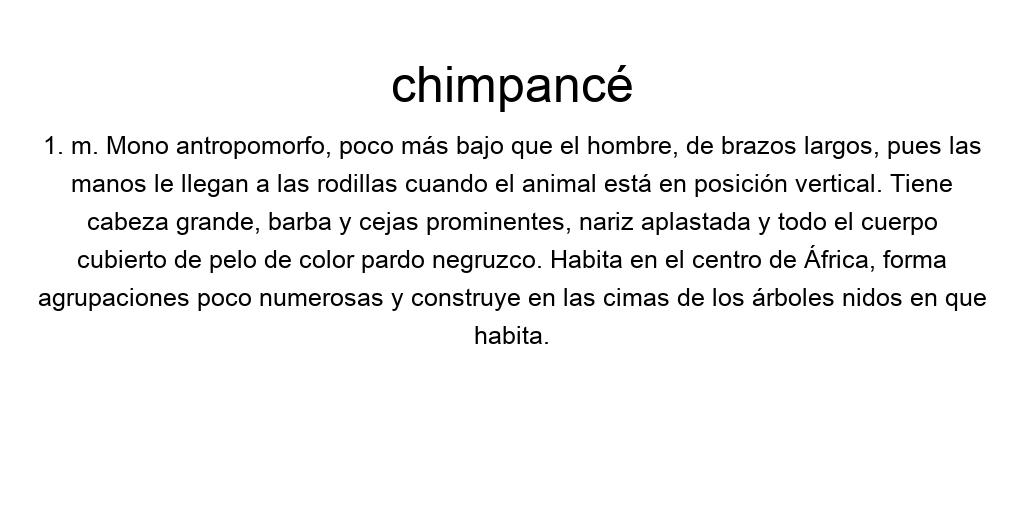 chimpancé
1. m. Mono antropomorfo, poco más bajo que el hombre, de brazos largos, pues las
manos le llegan a las rodillas cuando el animal está en posición vertical. Tiene
cabeza grande, barba y cejas prominentes, nariz aplastada y todo el cuerpo
cubierto de pelo de color pardo negruzco. Habita en el centro de África, forma
agrupaciones poco numerosas y construye en las cimas de los árboles nidos en que
habita.